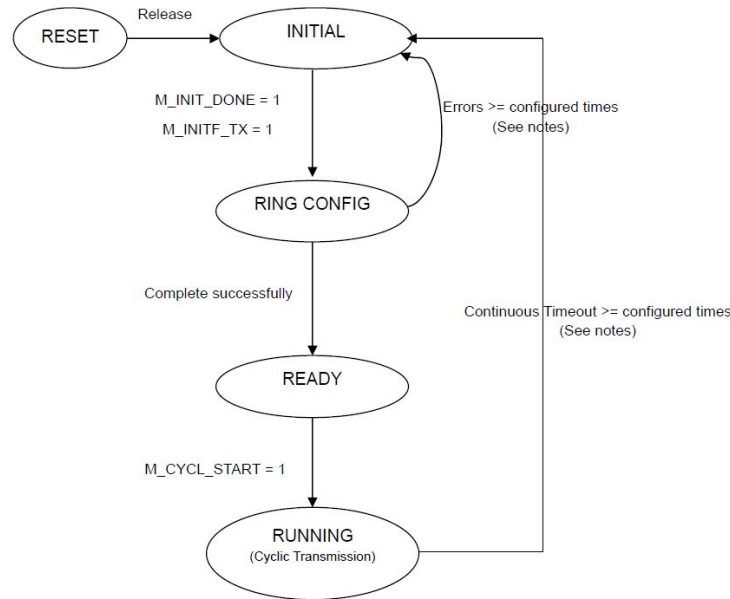 Release
RESET
INITIAL
M_INIT_DONE = 1
M_INITF_TX = 1
Errors >= configured times
(See notes)
RING CONFIG
Complete successfully
Continuous Timeout >= configured times
(See notes)
READY
M_CYCL_START = 1
RUNNING
(Cyclic Transmission)